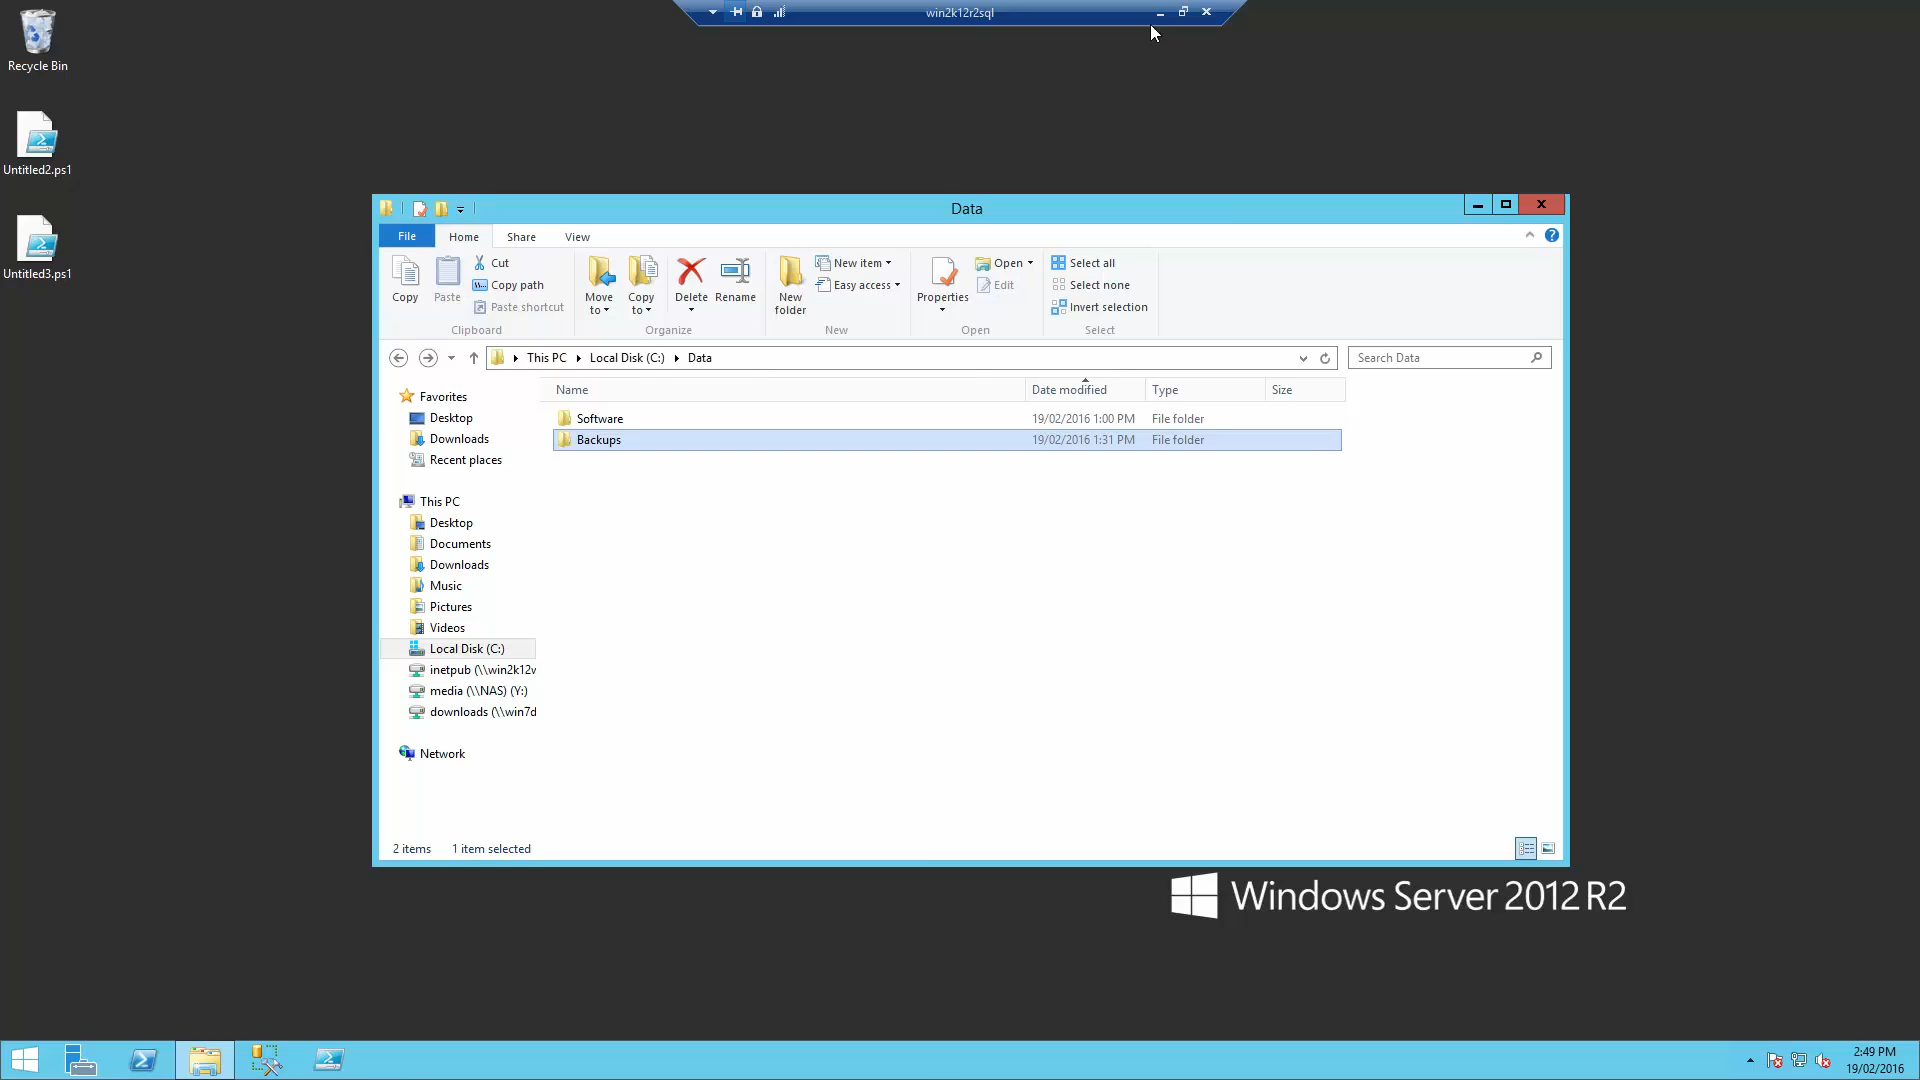 win2k12r2sql
Recycle Bin
Untitled2.ps1
Untitled3.ps1
Data
File Home Share View
Copy
Paste
Cut
Copy path
Paste shortcut
Clipboard
Move to
Copy to
Delete
Rename
Organize
New folder
New item
Easy access
New
Properties
Open
Edit
Open
Select all
Select none
Invert selection
Select
This PC Local Disk (C:) Data
Search Data
Name Date modified Type Size
Software 19/02/2016 1:00 PM File folder
Backups 19/02/2016 1:31 PM File folder
Favorites
Desktop
Downloads
Recent places
This PC
Desktop
Documents
Downloads
Music
Pictures
Videos
Local Disk (C:)
inetpub (\\win2k12v
media (\\NAS) (Y:)
downloads (\\win7d
Network
2 items 1 item selected
Windows Server 2012 R2
2:49 PM
19/02/2016